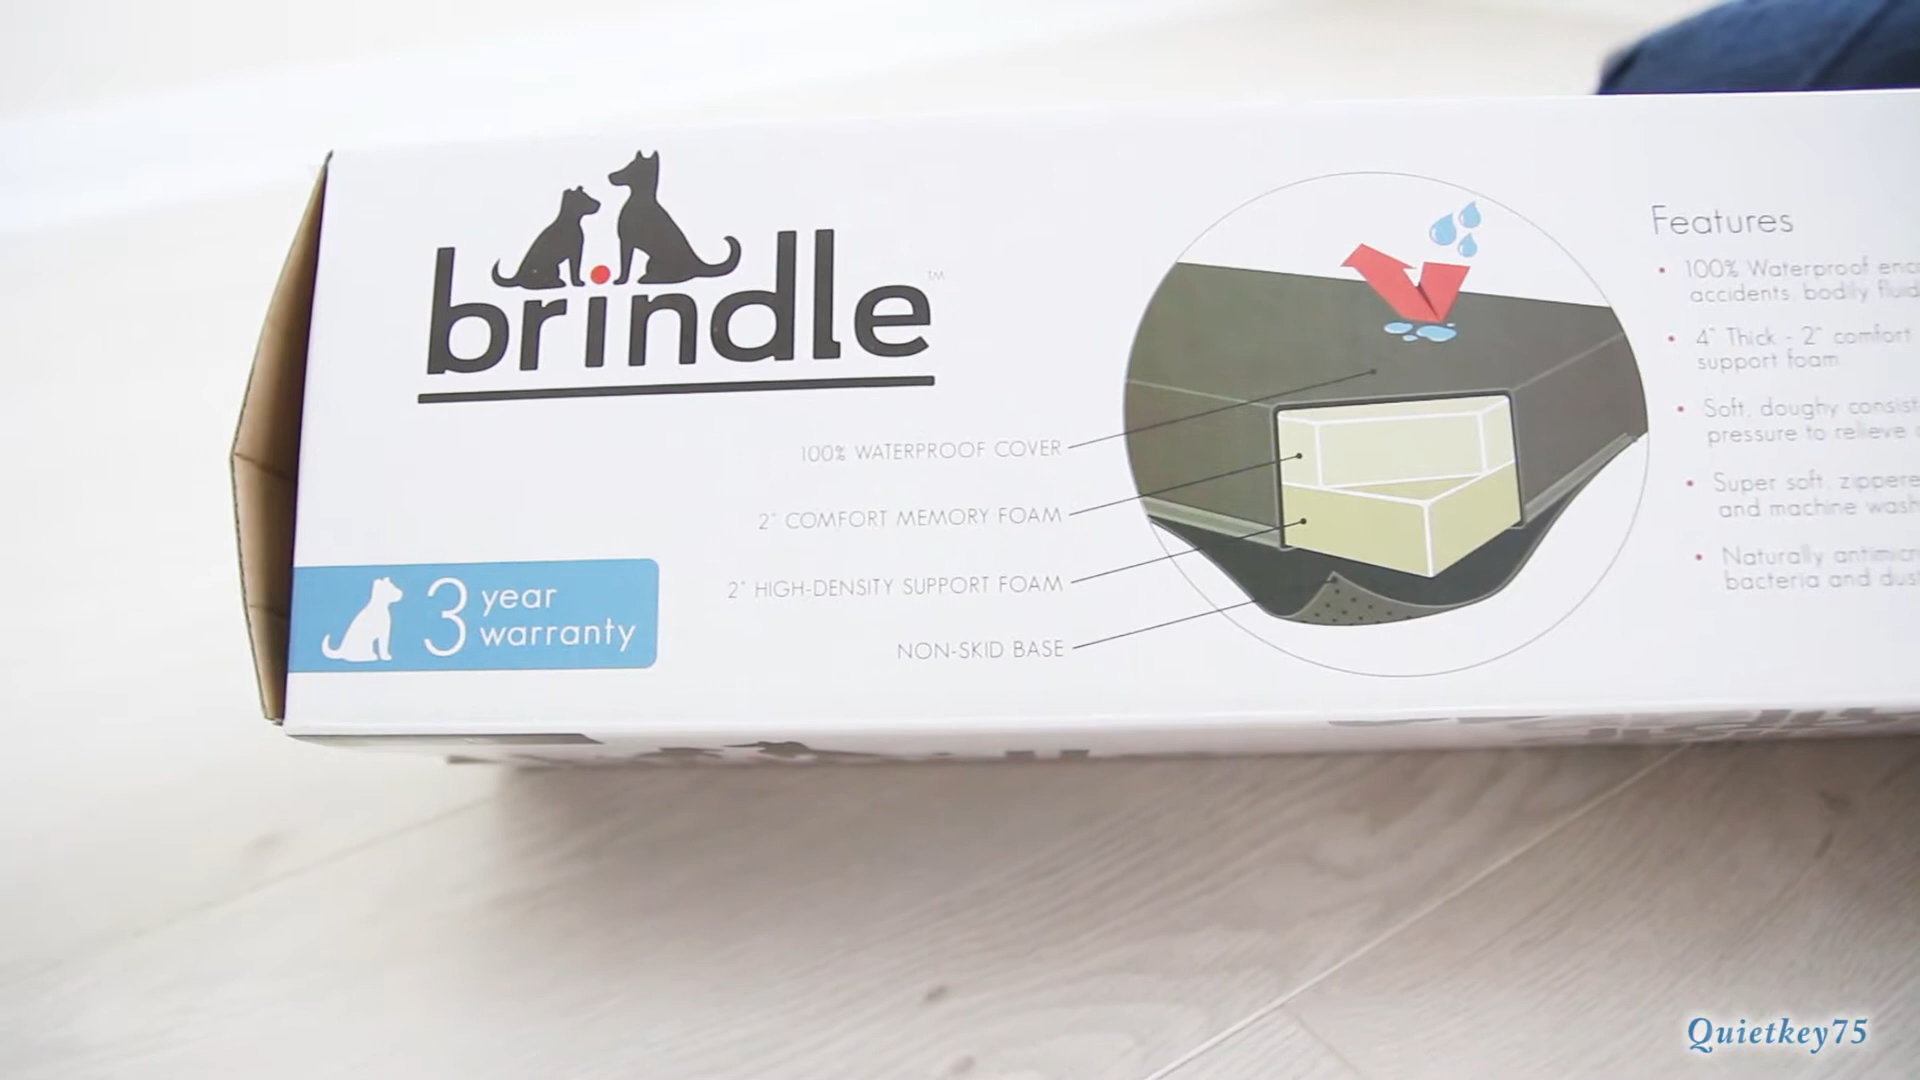 brindle™
100% WATERPROOF COVER
2" COMFORT MEMORY FOAM
2" HIGH-DENSITY SUPPORT FOAM
NON-SKID BASE
3 year
warranty
Features
• 100% Waterproof
accidents, bodily
• 4" Thick - 2" comfort
support foam
• Soft, doughy
pressure to relieve
• Super soft,
and machine
• Naturally
bacteria and
Quietkey75